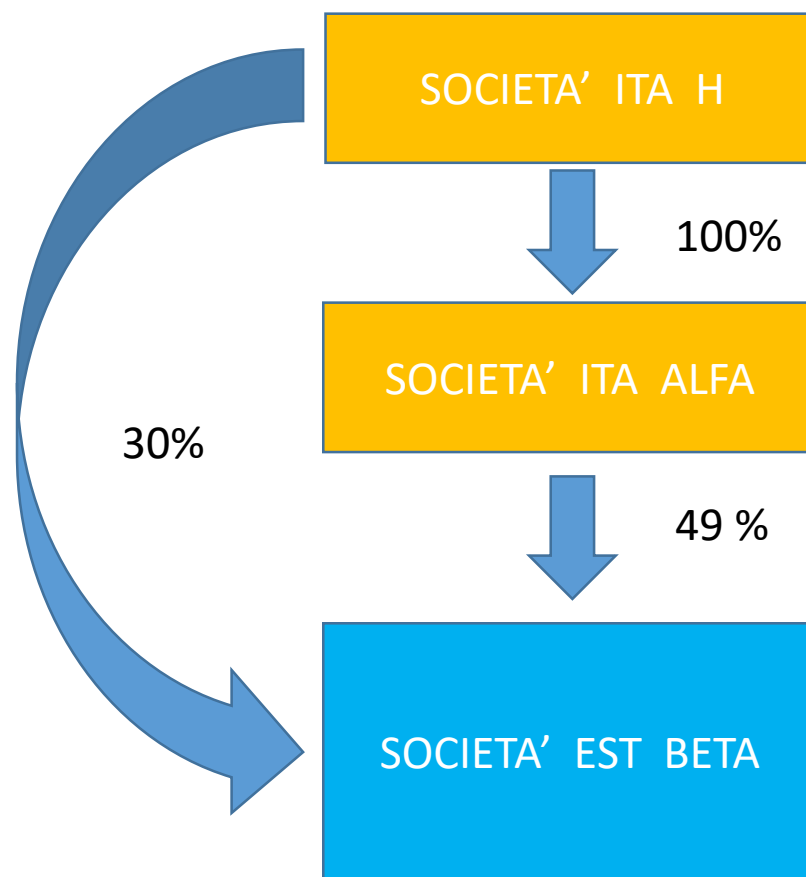 SOCIETA’ ITA H
100%
SOCIETA’ ITA ALFA
30%
49 %
SOCIETA’ EST BETA